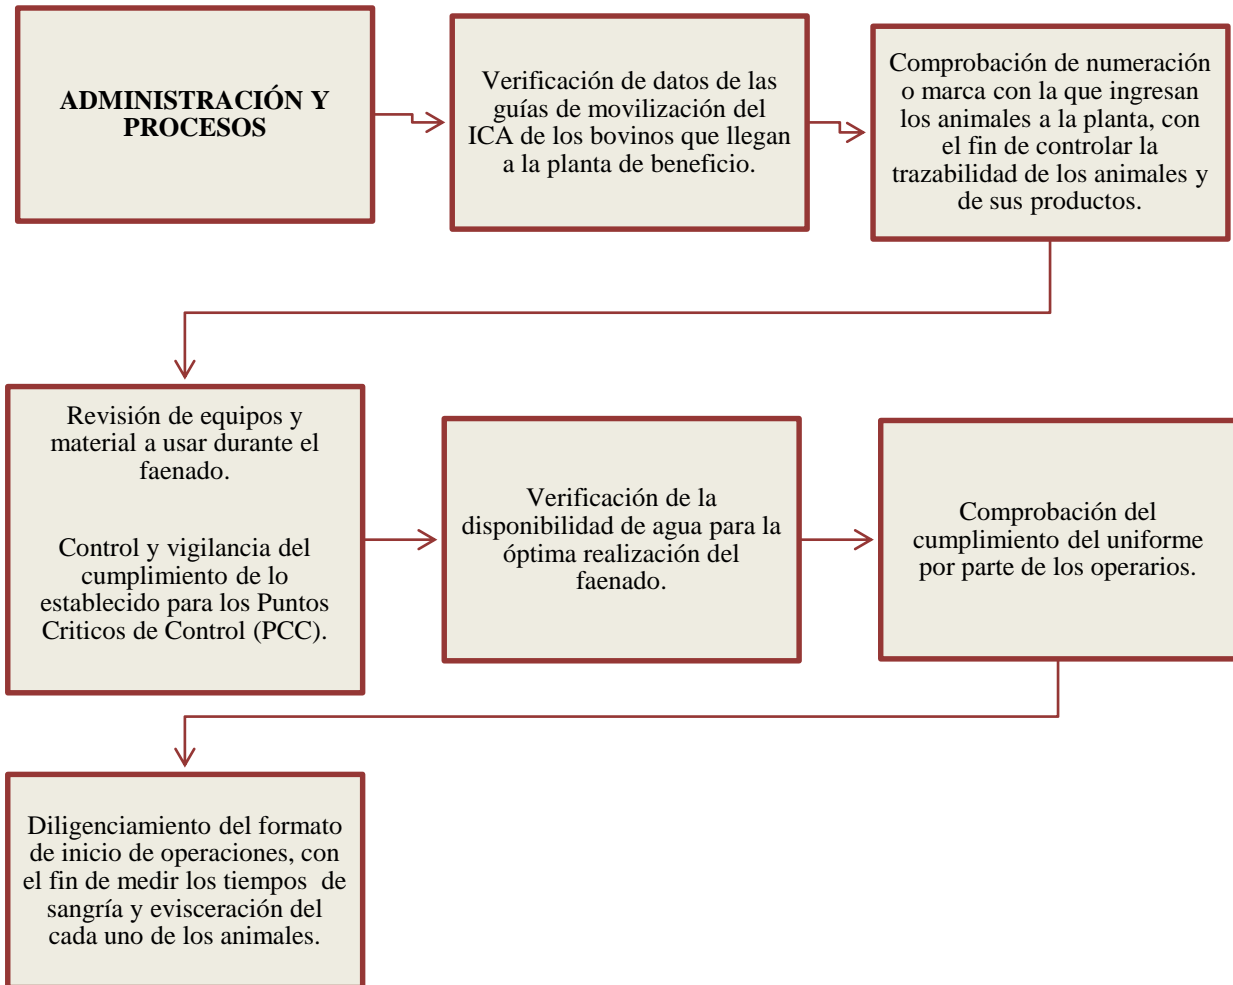 ADMINISTRACIÓN Y
PROCESOS
Verificación de datos de las
guías de movilización del
ICA de los bovinos que llegan
a la planta de beneficio.
Comprobación de numeración
o marca con la que ingresan
los animales a la planta, con
el fin de controlar la
trazabilidad de los animales y
de sus productos.
Revisión de equipos y
material a usar durante el
faenado.
Control y vigilancia del
cumplimiento de lo
establecido para los Puntos
Criticos de Control (PCC).
Verificación de la
disponibilidad de agua para la
óptima realización del
faenado.
Comprobación del
cumplimiento del uniforme
por parte de los operarios.
Diligenciamiento del formato
de inicio de operaciones, con
el fin de medir los tiempos de
sangría y evisceración del
cada uno de los animales.